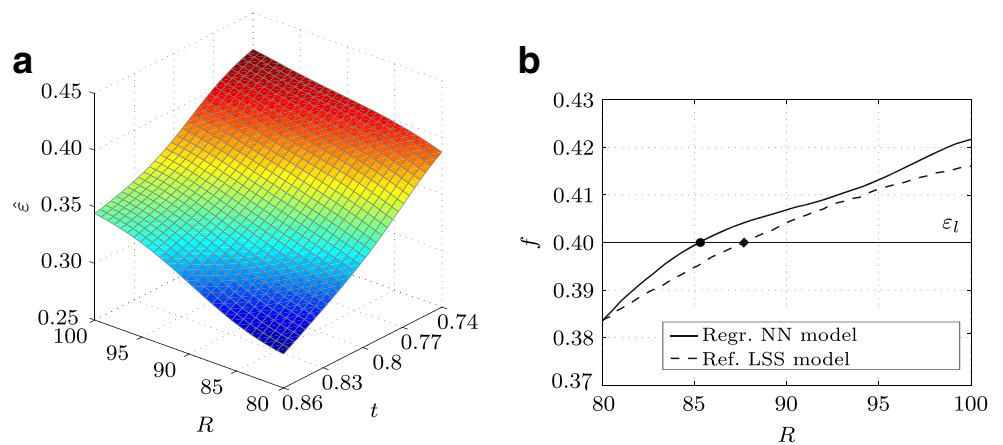 a
0.45
0.40
0.35
0.30
0.25
ε̂
100
95
90
85
80
R
0.86
0.83
0.8
0.77
0.74
t
b
0.43
0.42
0.41
0.40
0.39
0.38
0.37
f
ε_l
Regr. NN model
Ref. LSS model
80
85
90
95
100
R